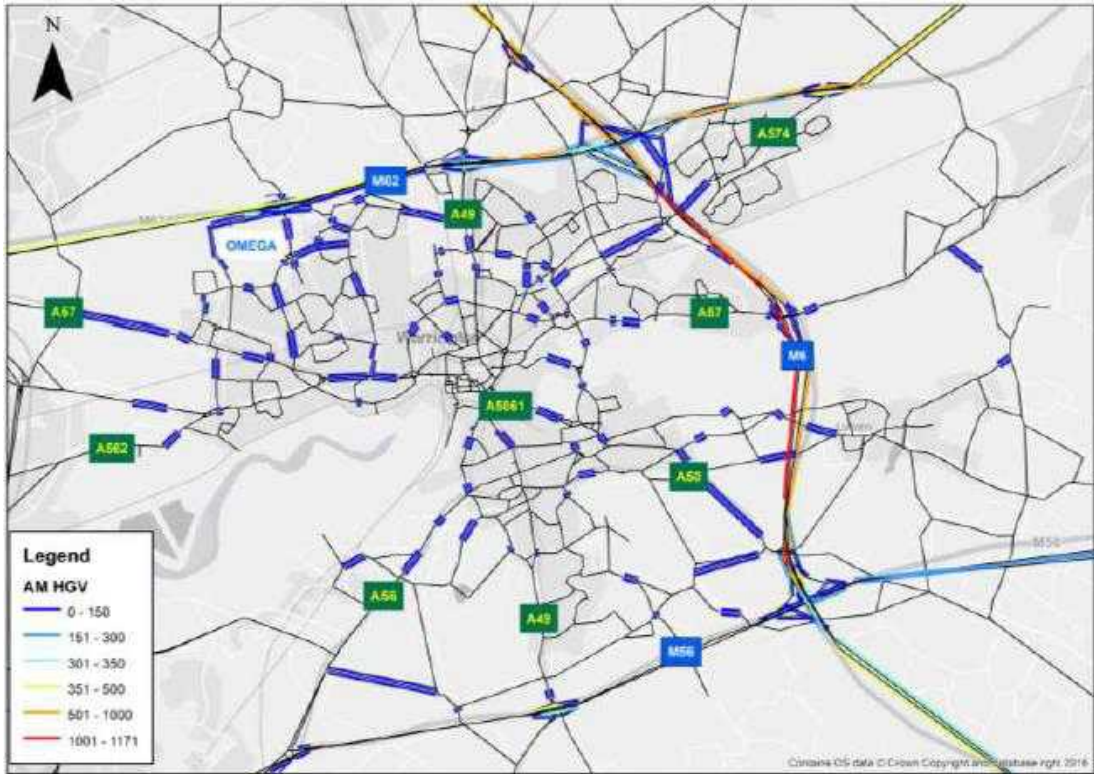 N
A574
M62
A49
OMEGA
A57
A57
M6
A5061
A562
A50
Legend
AM HGV
0 - 150
151 - 300
301 - 350
351 - 500
501 - 1000
1001 - 1171
A56
A49
M56
M56
Contains OS data © Crown Copyright and database right 2016